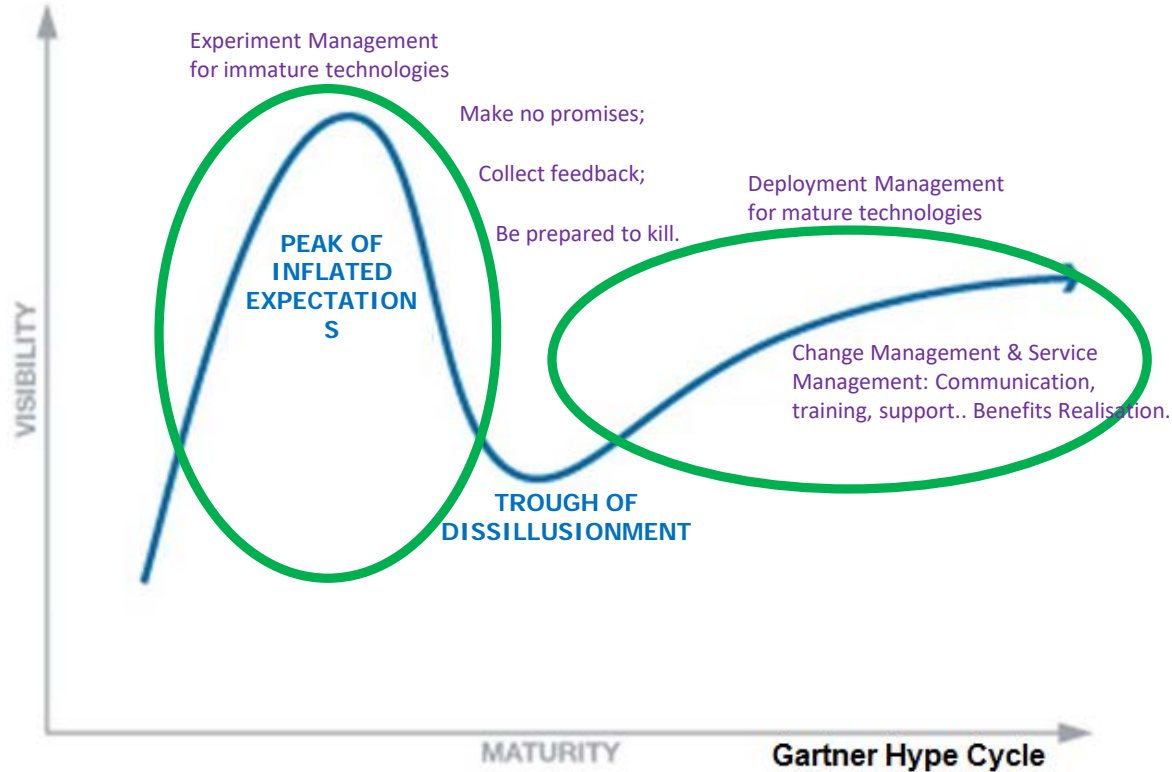 Experiment Management
for immature technologies
Make no promises;
Collect feedback;
Be prepared to kill.
Deployment Management
for mature technologies
PEAK OF
INFLATED
EXPECTATION
S
Change Management & Service
Management: Communication,
training, support.. Benefits Realisation.
TROUGH OF
DISSILLUSIONMENT
VISIBILITY
MATURITY
Gartner Hype Cycle